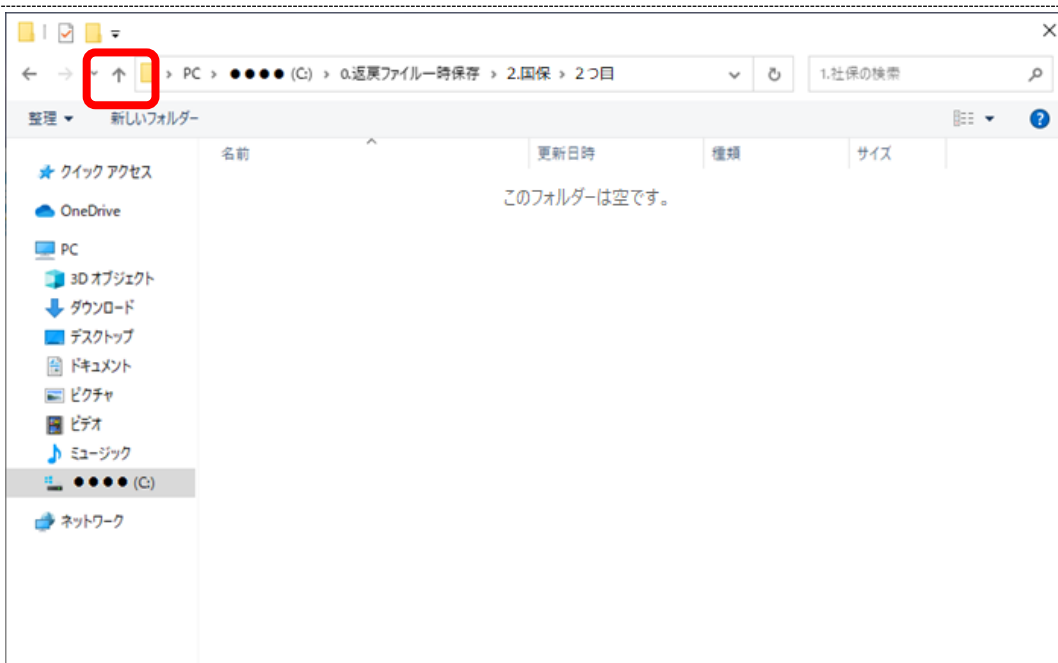 PC > ●●●● (C:) > 0.返戻ファイル一時保存 > 2.国保 > 2つ目
1.社保の検索
整理 新しいフォルダー
名前 更新日時 種類 サイズ
このフォルダーは空です。
クイック アクセス
OneDrive
PC
3D オブジェクト
ダウンロード
デスクトップ
ドキュメント
ピクチャ
ビデオ
ミュージック
●●●● (C:)
ネットワーク